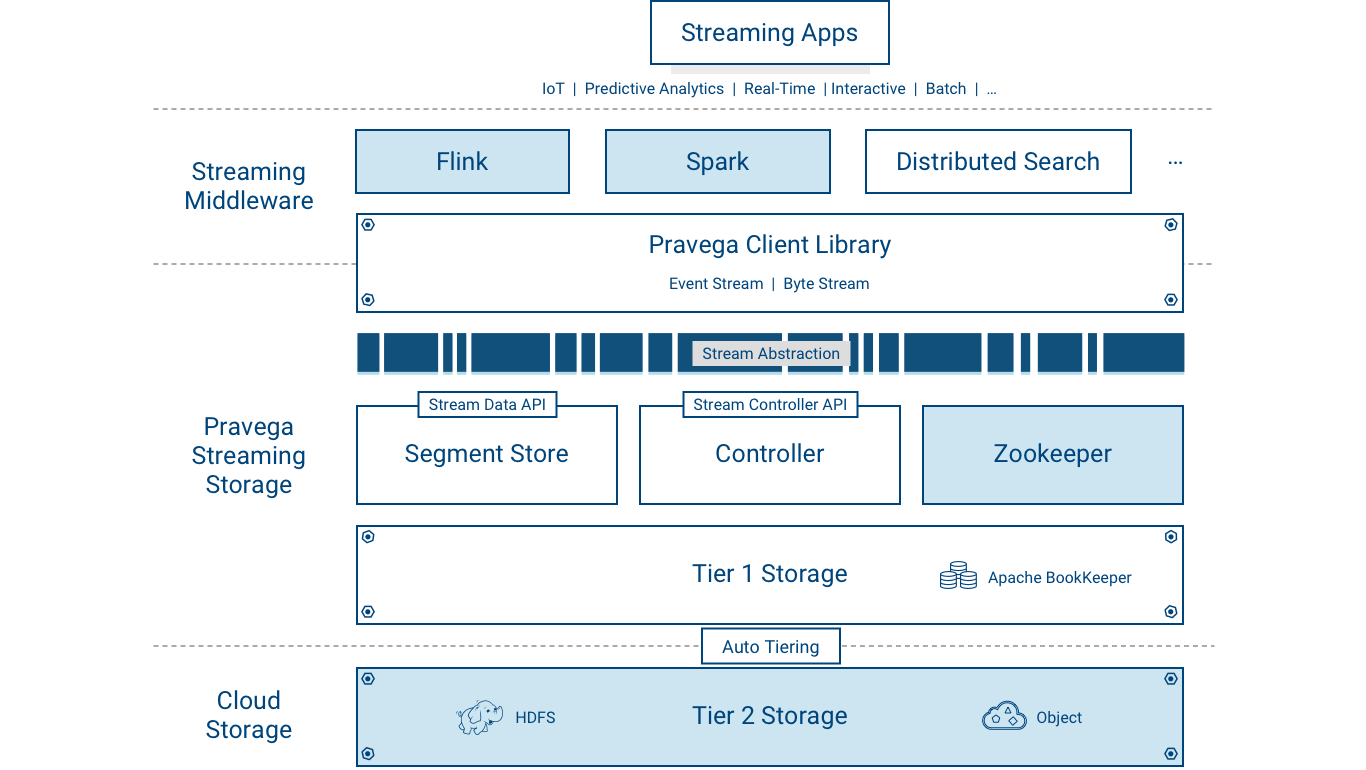 Streaming Apps
IoT | Predictive Analytics | Real-Time | Interactive | Batch | ...
Streaming
Middleware
Flink
Spark
Distributed Search
...
Pravega Client Library
Event Stream | Byte Stream
Stream Abstraction
Pravega
Streaming
Storage
Stream Data API
Segment Store
Stream Controller API
Controller
Zookeeper
Tier 1 Storage
Apache BookKeeper
Auto Tiering
Cloud
Storage
HDFS
Tier 2 Storage
Object